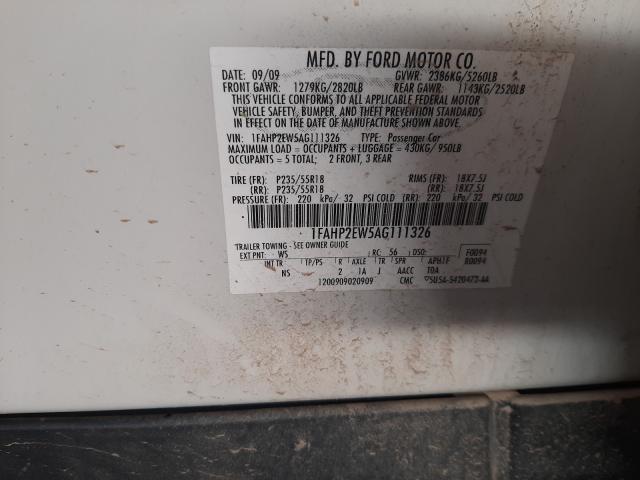 MFD. BY FORD MOTOR CO.
DATE: 09/09 GVWR: 2386KG/5260LB
FRONT GAWR: 1279KG/2820LB REAR GAWR: 1143KG/2520LB
THIS VEHICLE CONFORMS TO ALL APPLICABLE FEDERAL MOTOR
VEHICLE SAFETY, BUMPER, AND THEFT PREVENTION STANDARDS
IN EFFECT ON THE DATE OF MANUFACTURE SHOWN ABOVE.
VIN: 1FAHP2EW5AG111326 TYPE: Passenger Car
MAXIMUM LOAD = OCCUPANTS + LUGGAGE = 430KG/ 950LB
OCCUPANTS = 5 TOTAL; 2 FRONT, 3 REAR
TIRE (FR): P235/55R18 RIMS (FR): 18X7.5J
(RR): P235/55R18 (RR): 18X7.5J
PRESSURE (FR): 220 kPa/ 32 PSI COLD (RR): 220 kPa/ 32 PSI COLD
1FAHP2EW5AG111326
TRAILER TOWING - SEE OWNER GUIDE
EXT PNT: WS RC: 56 DSO: F0094
INT TR TP/PS R AXLE TR SPR R0094
NS 2 1A J AACC
1200909020909 CMC